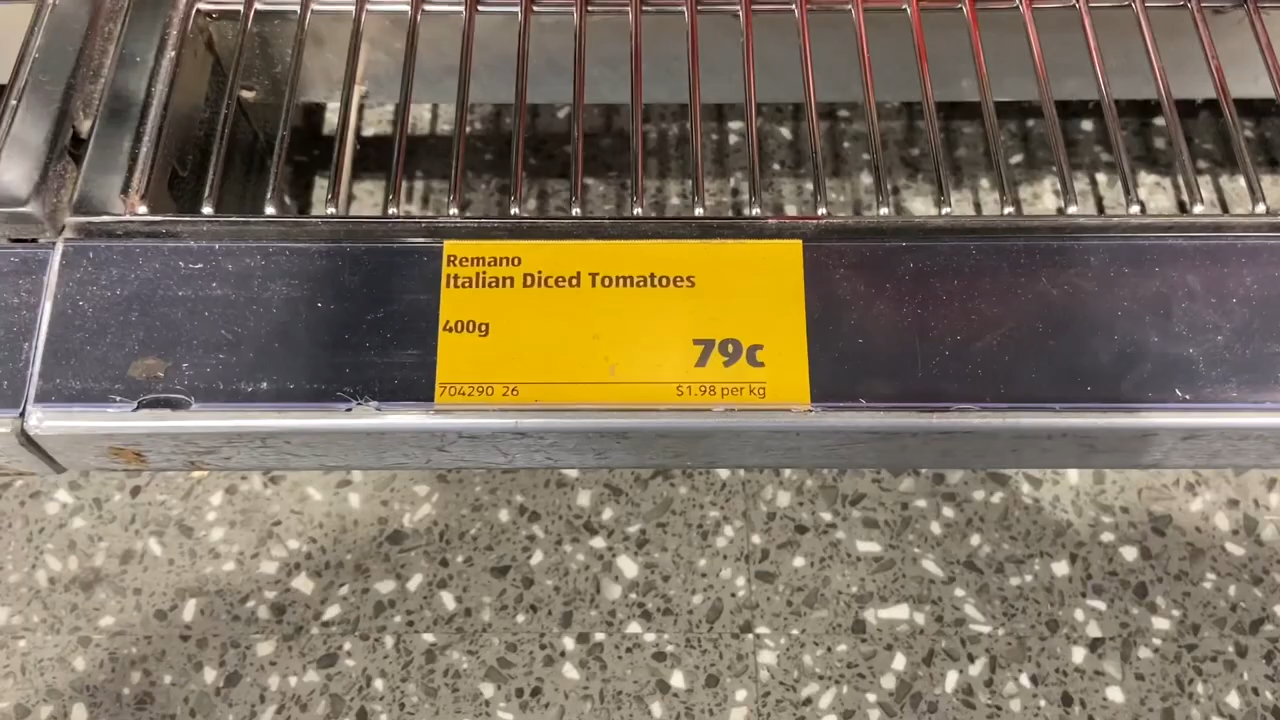 Remano
Italian Diced Tomatoes
400g
79c
704290 26 $1.98 per kg